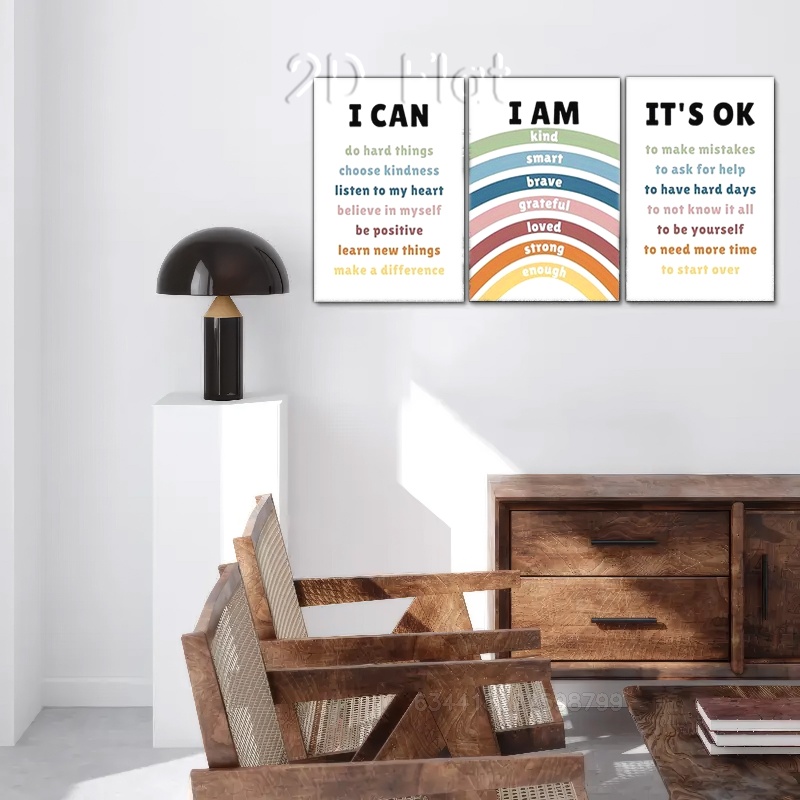 2D Flat
I CAN
do hard things
choose kindness
listen to my heart
believe in myself
be positive
learn new things
make a difference
I AM
kind
smart
brave
grateful
loved
strong
enough
IT'S OK
to make mistakes
to ask for help
to have hard days
to not know it all
to be yourself
to need more time
to start over